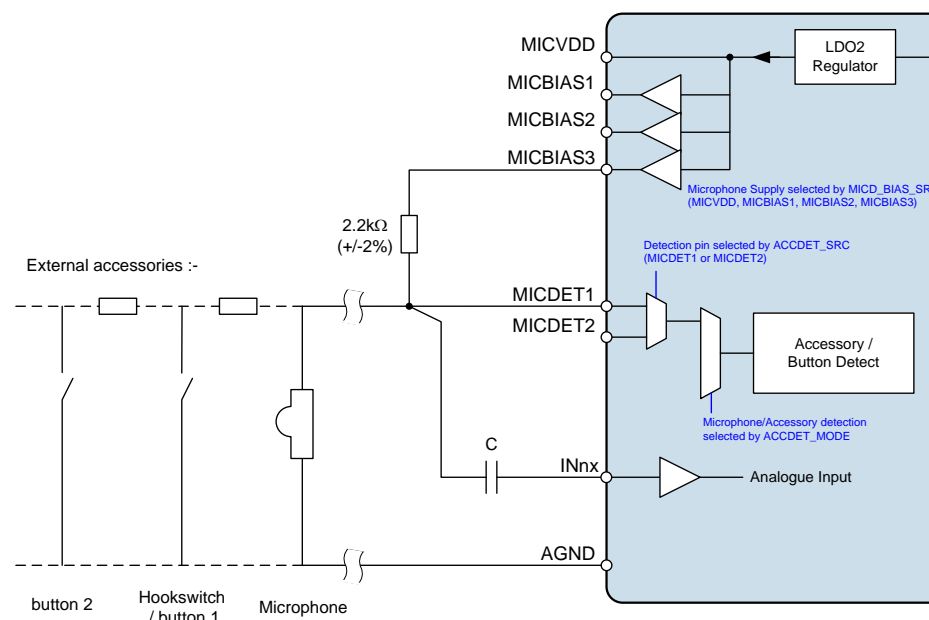 MICVDD
LDO2
Regulator
MICBIAS1
MICBIAS2
MICBIAS3
Microphone Supply selected by MICD_BIAS_SR
(MICVDD, MICBIAS1, MICBIAS2, MICBIAS3)
2.2kΩ
(+/-2%)
Detection pin selected by ACCDET_SRC
(MICDET1 or MICDET2)
External accessories :-
MICDET1
MICDET2
Accessory /
Button Detect
Microphone/Accessory detection
selected by ACCDET_MODE
C
INnx
Analogue Input
AGND
button 2
Hookswitch
/ button 1
Microphone